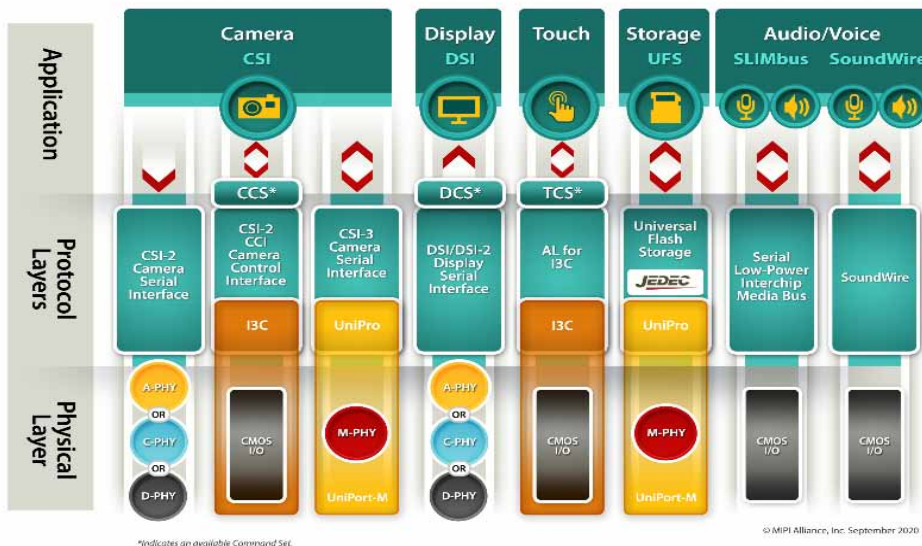 Camera
CSI
Display
DSI
Touch
Storage
UFS
Audio/Voice
SLIMbus
SoundWire
Application
CCS*
DCS*
TCS*
Protocol
Layers
CSI-2
Camera
Serial
Interface
CSI-2
CCI
Camera
Control
Interface
I3C
CSI-3
Camera
Serial
Interface
UniPro
DSI/DSI-2
Display
Serial
Interface
AL for
I3C
I3C
Universal
Flash
Storage
JEDEC
UniPro
Serial
Low-Power
Interchip
Media Bus
SoundWire
Physical
Layer
A-PHY
OR
C-PHY
OR
D-PHY
CMOS
I/O
M-PHY
UniPort-M
A-PHY
OR
C-PHY
OR
D-PHY
CMOS
I/O
M-PHY
UniPort-M
CMOS
I/O
CMOS
I/O
© MIPI Alliance, Inc. September 2020
*Indicates an available Command Set.